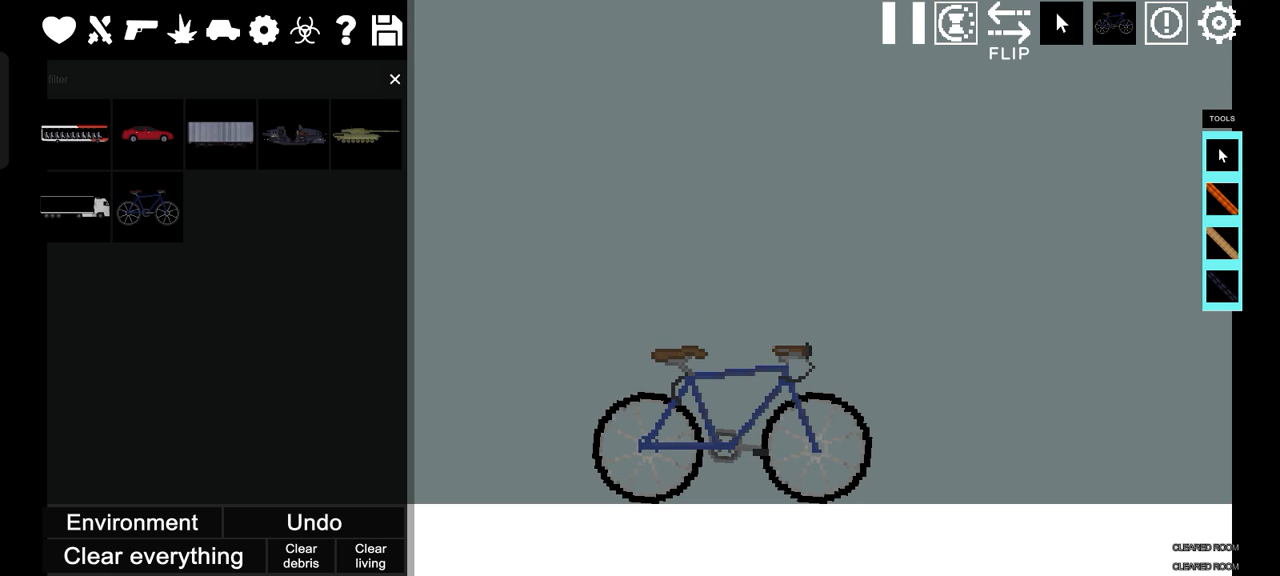 FLIP
filter
TOOLS
Environment
Undo
Clear everything
Clear
debris
Clear
living
CLEARED ROOM
CLEARED ROOM